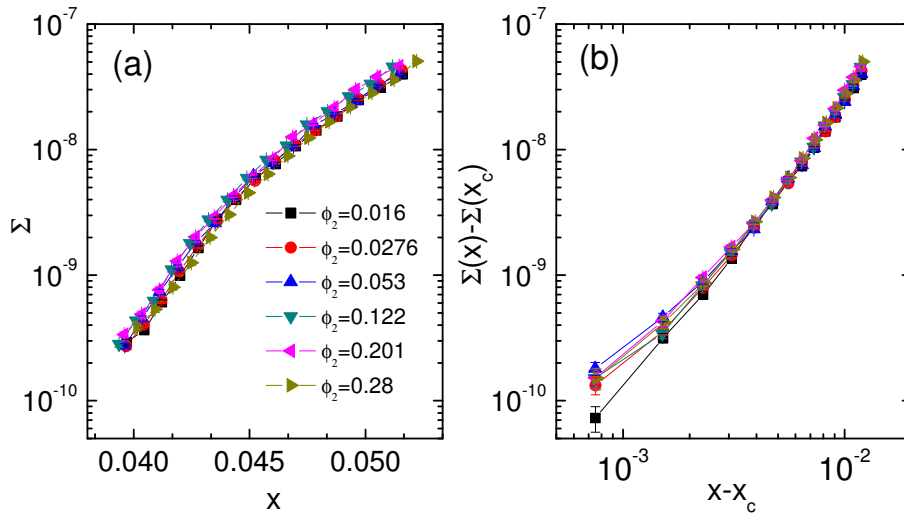 (a)
10⁻⁷
10⁻⁸
10⁻⁹
10⁻¹⁰
Σ
ϕ₂=0.016
ϕ₂=0.0276
ϕ₂=0.053
ϕ₂=0.122
ϕ₂=0.201
ϕ₂=0.28
0.040 0.045 0.050
x
(b)
10⁻⁷
10⁻⁸
10⁻⁹
10⁻¹⁰
Σ(x)-Σ(x_c)
10⁻³ 10⁻²
x-x_c